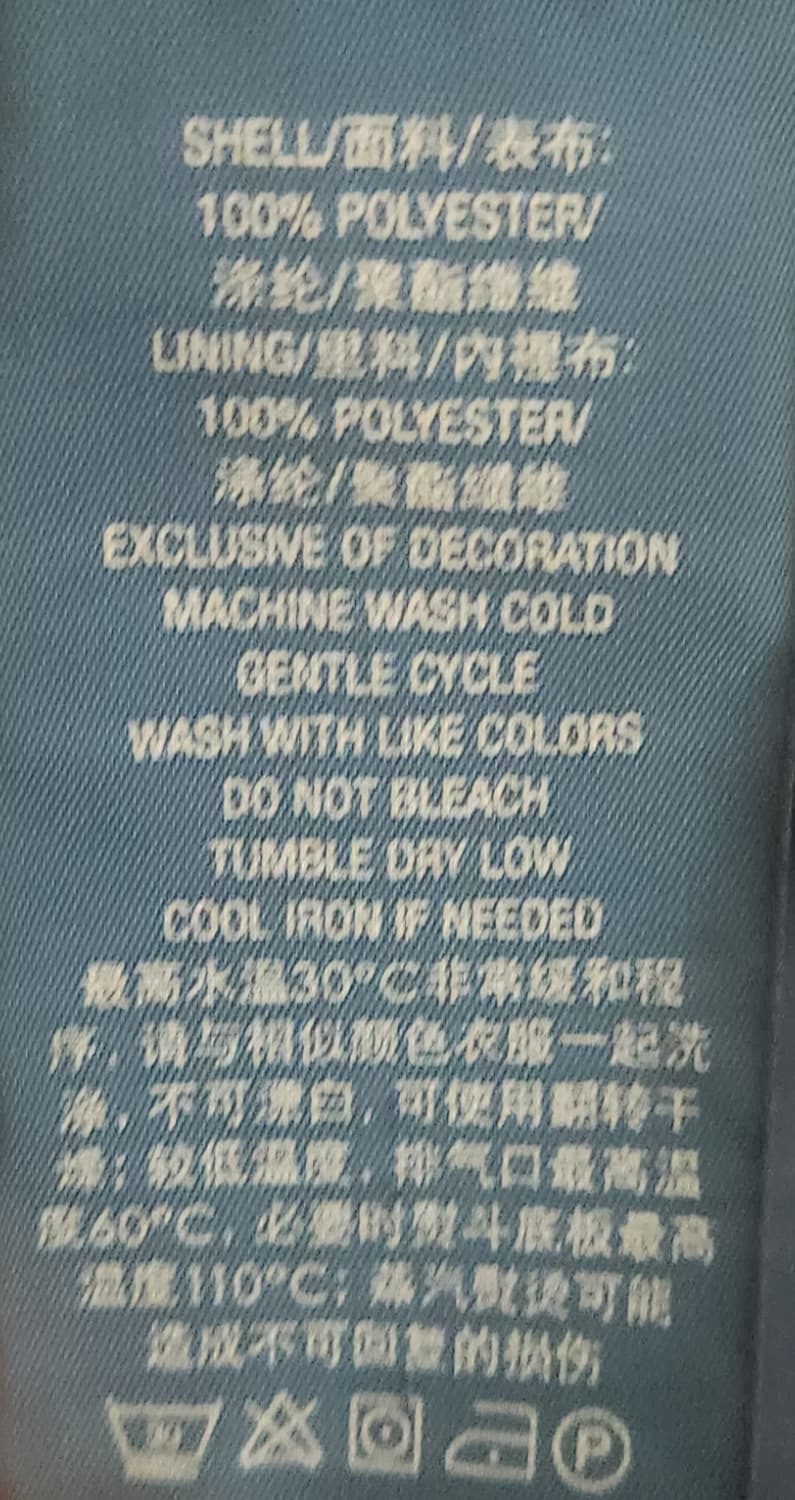 SHELL/面料/表布:
100% POLYESTER/
涤纶/聚酯纖維
LINING/里料/內裡布:
100% POLYESTER/
涤纶/聚酯纖維
EXCLUSIVE OF DECORATION
MACHINE WASH COLD
GENTLE CYCLE
WASH WITH LIKE COLORS
DO NOT BLEACH
TUMBLE DRY LOW
COOL IRON IF NEEDED
最高水温30°C非常缓和程
序, 请与相似颜色衣服一起洗
净, 不可漂白, 可使用翻转干
燥; 较低温度, 排气口最高温
度60°C, 必要时熨斗底板最高
温度110°C; 蒸汽熨烫可能
造成不可回复的损伤
30 P